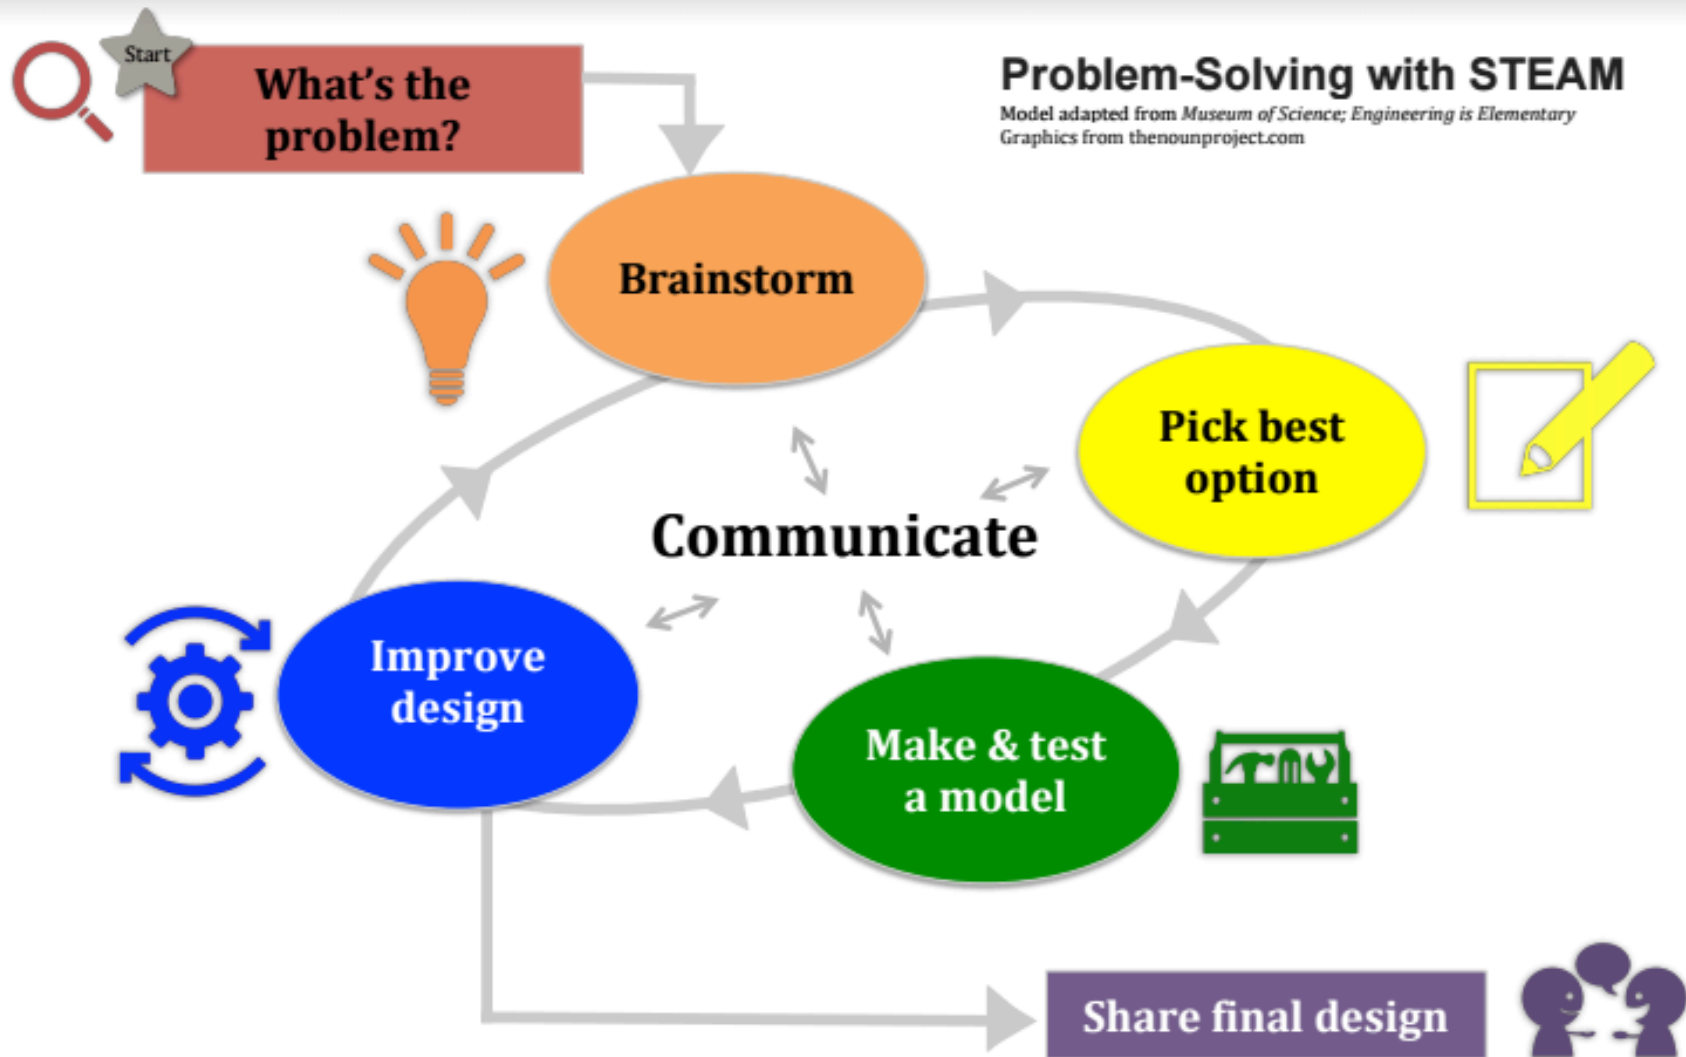 Start
What's the
problem?
Problem-Solving with STEAM
Model adapted from Museum of Science; Engineering is Elementary
Graphics from thenounproject.com
Brainstorm
Pick best
option
Communicate
Improve
design
Make & test
a model
Share final design